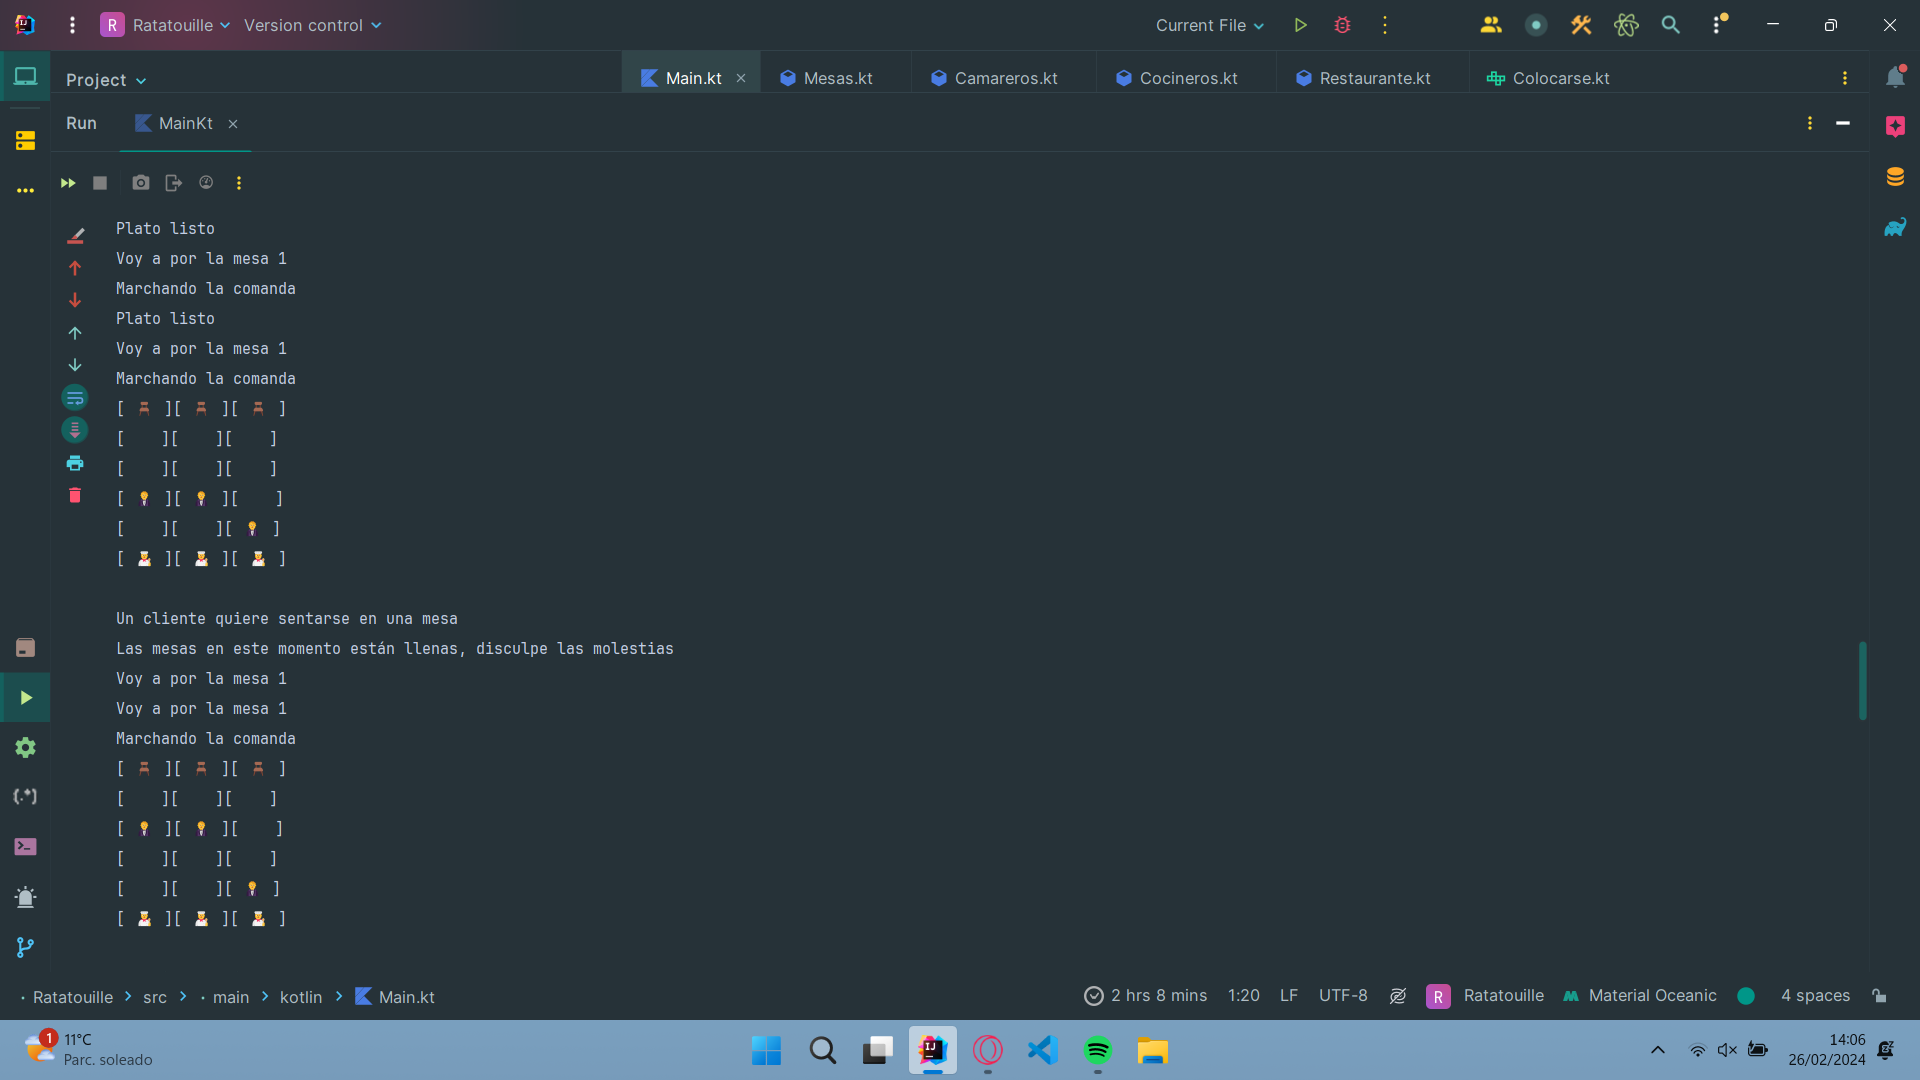 R Ratatouille Version control Current File
Project Main.kt Mesas.kt Camareros.kt Cocineros.kt Restaurante.kt Colocarse.kt
Run MainKt
Plato listo
Voy a por la mesa 1
Marchando la comanda
Plato listo
Voy a por la mesa 1
Marchando la comanda
[ 🪑 ][ 🪑 ][ 🪑 ]
[    ][    ][    ]
[    ][    ][    ]
[ 🤵 ][ 🤵 ][    ]
[    ][    ][ 🤵 ]
[ 👨‍🍳 ][ 👨‍🍳 ][ 👨‍🍳 ]
Un cliente quiere sentarse en una mesa
Las mesas en este momento están llenas, disculpe las molestias
Voy a por la mesa 1
Voy a por la mesa 1
Marchando la comanda
[ 🪑 ][ 🪑 ][ 🪑 ]
[    ][    ][    ]
[ 🤵 ][ 🤵 ][    ]
[    ][    ][    ]
[    ][    ][ 🤵 ]
[ 👨‍🍳 ][ 👨‍🍳 ][ 👨‍🍳 ]
Ratatouille > src > main > kotlin > Main.kt 2 hrs 8 mins 1:20 LF UTF-8 R Ratatouille Material Oceanic 4 spaces
1 11°C
Parc. soleado
14:06
26/02/2024